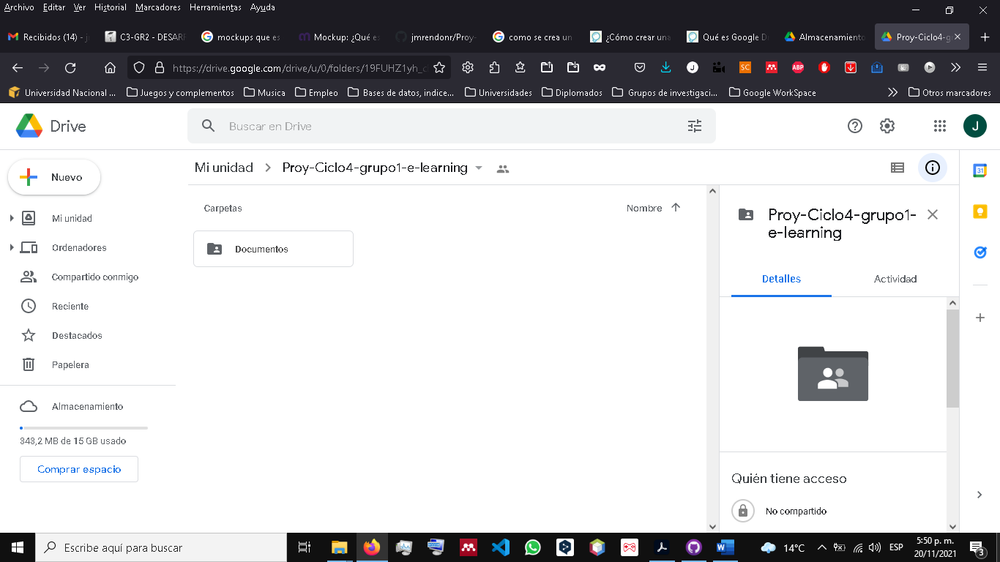 Archivo Editar Ver Historial Marcadores Herramientas Ayuda
Recibidos (14) - j C3-GR2 - DESARR mockups que es Mockup: ¿Qué es jmrendonr/Proy- como se crea un ¿Cómo crear una Qué es Google D Almacenamiento Proy-Ciclo4-g
https://drive.google.com/drive/u/0/folders/19FUHZ1yh_
Universidad Nacional ... Juegos y complementos Musica Empleo Bases de datos, indice... Universidades Diplomados Grupos de investigaci... Google WorkSpace Otros marcadores
Drive
Buscar en Drive
J
Nuevo
Mi unidad
Ordenadores
Compartido conmigo
Reciente
Destacados
Papelera
Almacenamiento
343,2 MB de 15 GB usado
Comprar espacio
Mi unidad Proy-Ciclo4-grupo1-e-learning
Carpetas Nombre
Documentos
Proy-Ciclo4-grupo1-
e-learning
Detalles Actividad
Quién tiene acceso
No compartido
31
Escribe aquí para buscar
14°C ESP
5:50 p. m.
20/11/2021
3